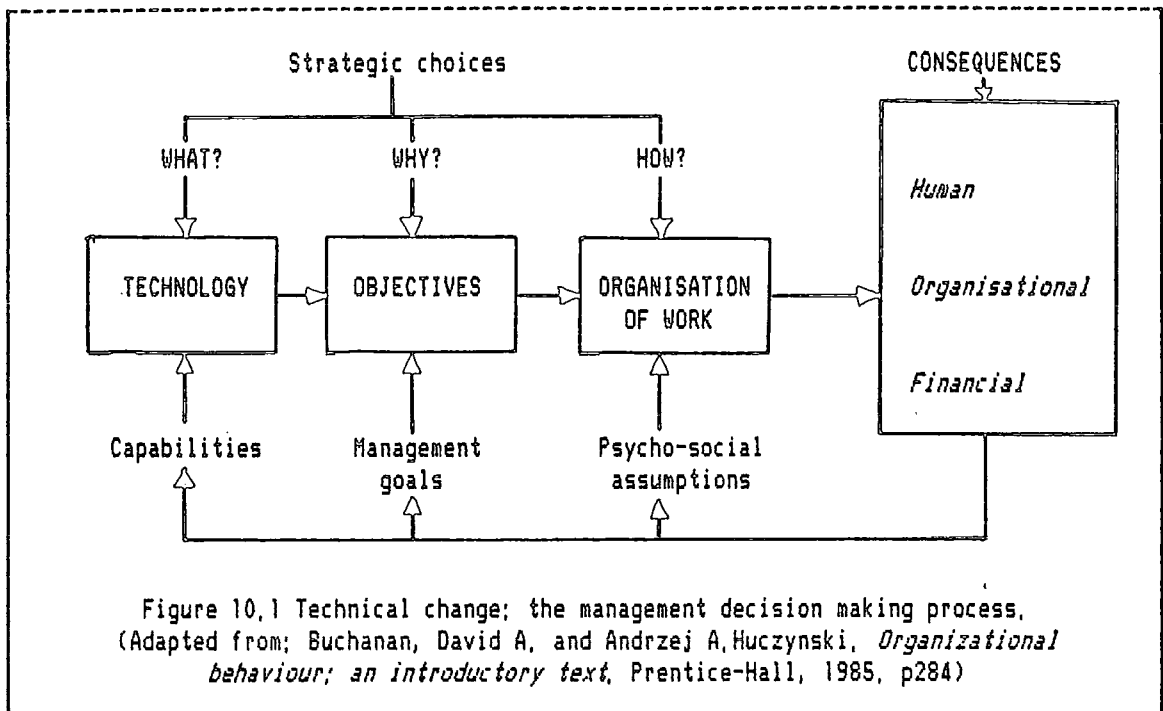 Strategic choices
CONSEQUENCES
WHAT?
WHY?
HOW?
Human
TECHNOLOGY
OBJECTIVES
ORGANISATION
OF WORK
Organisational
Financial
Capabilities
Management
goals
Psycho-social
assumptions
Figure 10,1 Technical change; the management decision making process,
(Adapted from; Buchanan, David A, and Andrzej A,Huczynski, Organizational
behaviour; an introductory text, Prentice-Hall, 1985, p284)